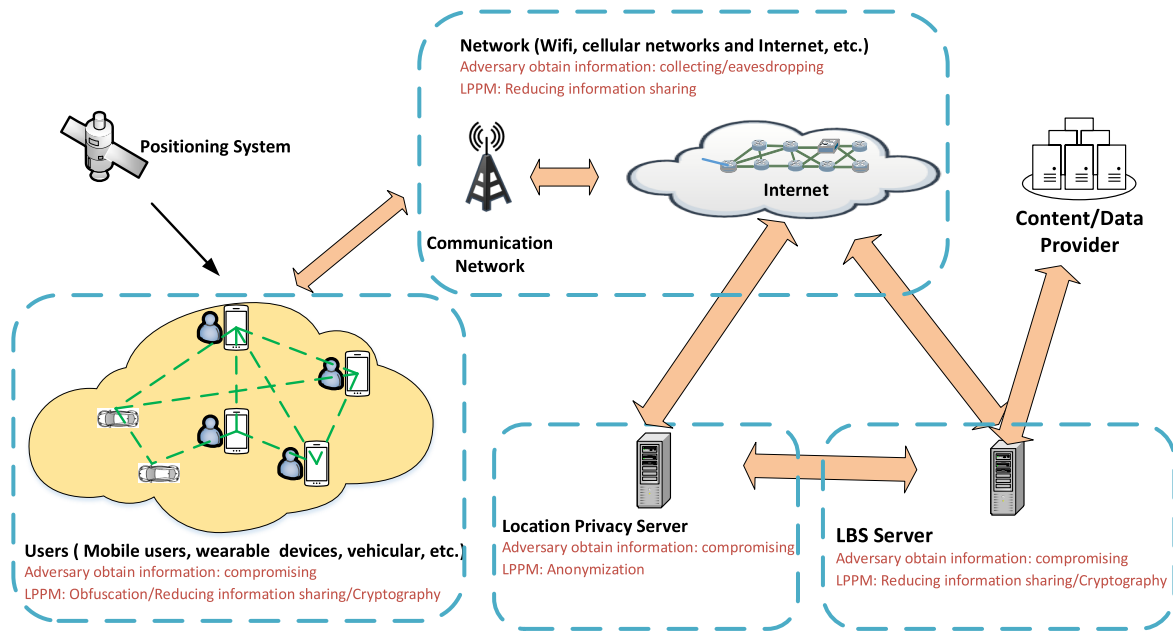 Network (Wifi, cellular networks and Internet, etc.)
Adversary obtain information: collecting/eavesdropping
LPPM: Reducing information sharing
Positioning System
Internet
Communication
Network
Content/Data
Provider
Users ( Mobile users, wearable devices, vehicular, etc.)
Adversary obtain information: compromising
LPPM: Obfuscation/Reducing information sharing/Cryptography
Location Privacy Server
Adversary obtain information: compromising
LPPM: Anonymization
LBS Server
Adversary obtain information: compromising
LPPM: Reducing information sharing/Cryptography